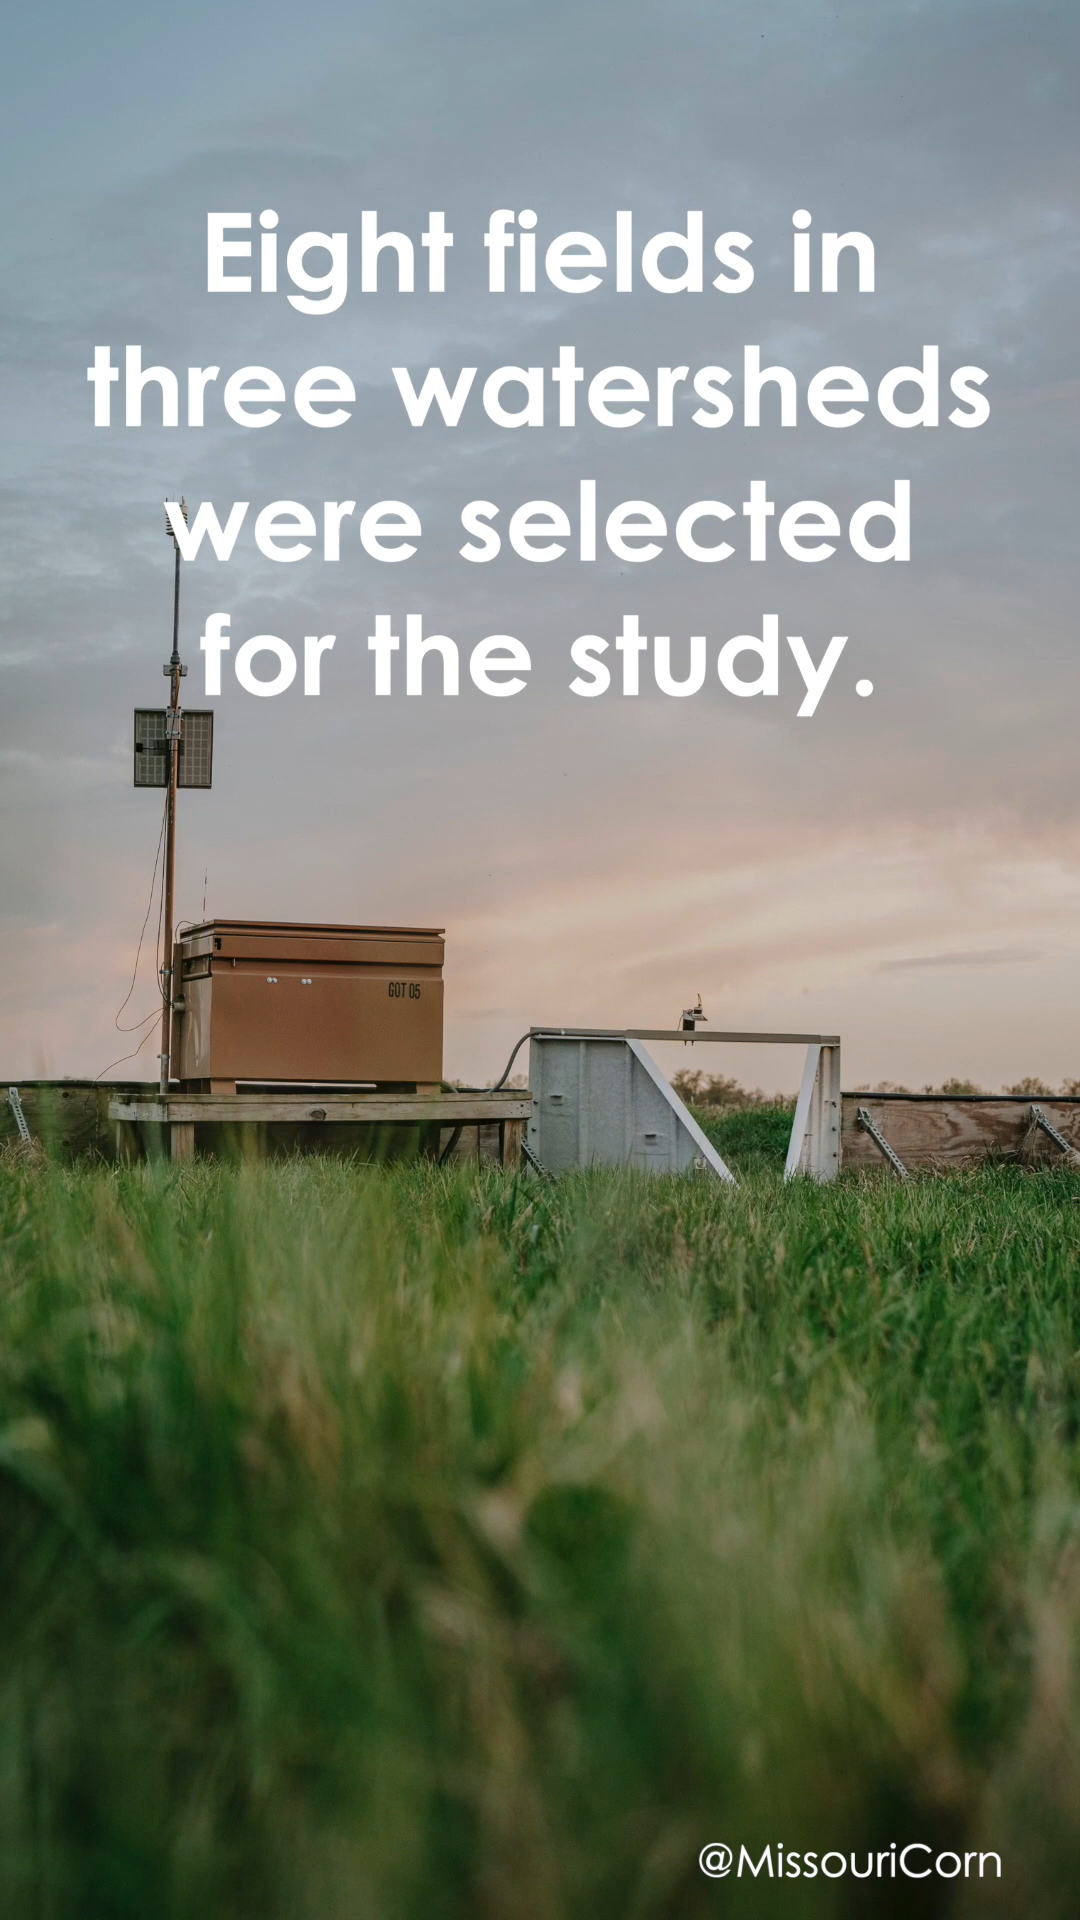 Eight fields in
three watersheds
were selected
for the study.
GOT 05
@MissouriCorn